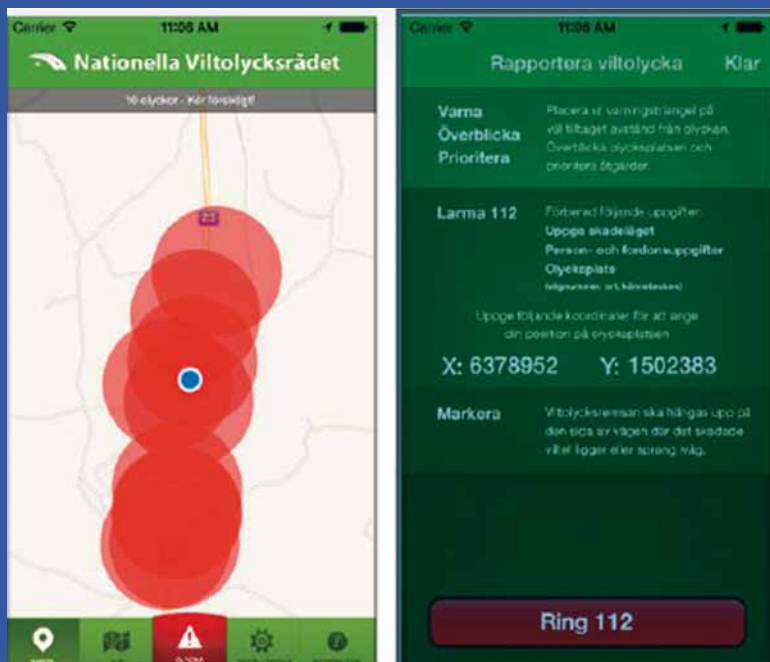 Carrier 11:06 AM
Nationella Viltolycksrådet
10 olyckor - Kör försiktigt!
23
OLYCKA
Carrier 11:06 AM
Rapportera viltolycka Klar
Varna
Överblicka
Prioritera
Placera ut varningstriangel på
väl tilltaget avstånd från olyckan.
Överblicka olycksplatsen och
prioritera åtgärder.
Larma 112
Förbered följande uppgifter:
Uppge skadeläget
Person- och fordonsuppgifter
Olycksplats
(vägnummer, ort, kännetecken)
Uppge följande koordinater för att ange
din position på olycksplatsen
X: 6378952 Y: 1502383
Markera
Viltolycksremsan ska hängas upp på
den sida av vägen där det skadade
viltet ligger eller sprang iväg.
Ring 112